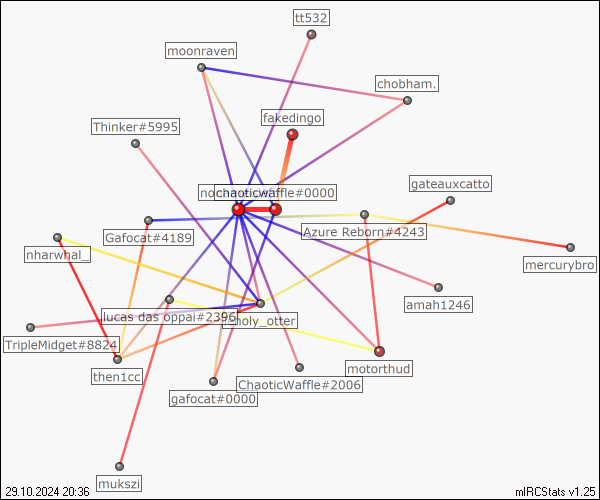 tt532
moonraven
chobham.
fakedingo
Thinker#5995
chaoticwaffle#0000
gateauxcatto
Gafocat#4189
Azure Reborn#4243
nharwhal_
mercurybro
amah1246
lucas das oppai#2396
holy_otter
TripleMidget#8824
motorthud
then1cc
ChaoticWaffle#2006
gafocat#0000
mukszi
29.10.2024 20:36
mIRCStats v1.25